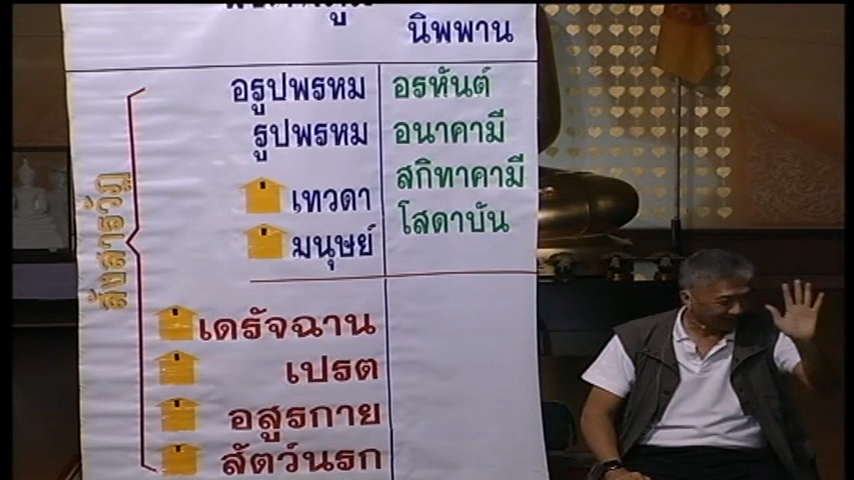 นิพพาน
อรูปพรหม อรหันต์
รูปพรหม อนาคามี
เทวดา สกิทาคามี
มนุษย์ โสดาบัน
สังสารวัฏ
เดรัจฉาน
เปรต
อสูรกาย
สัตว์นรก